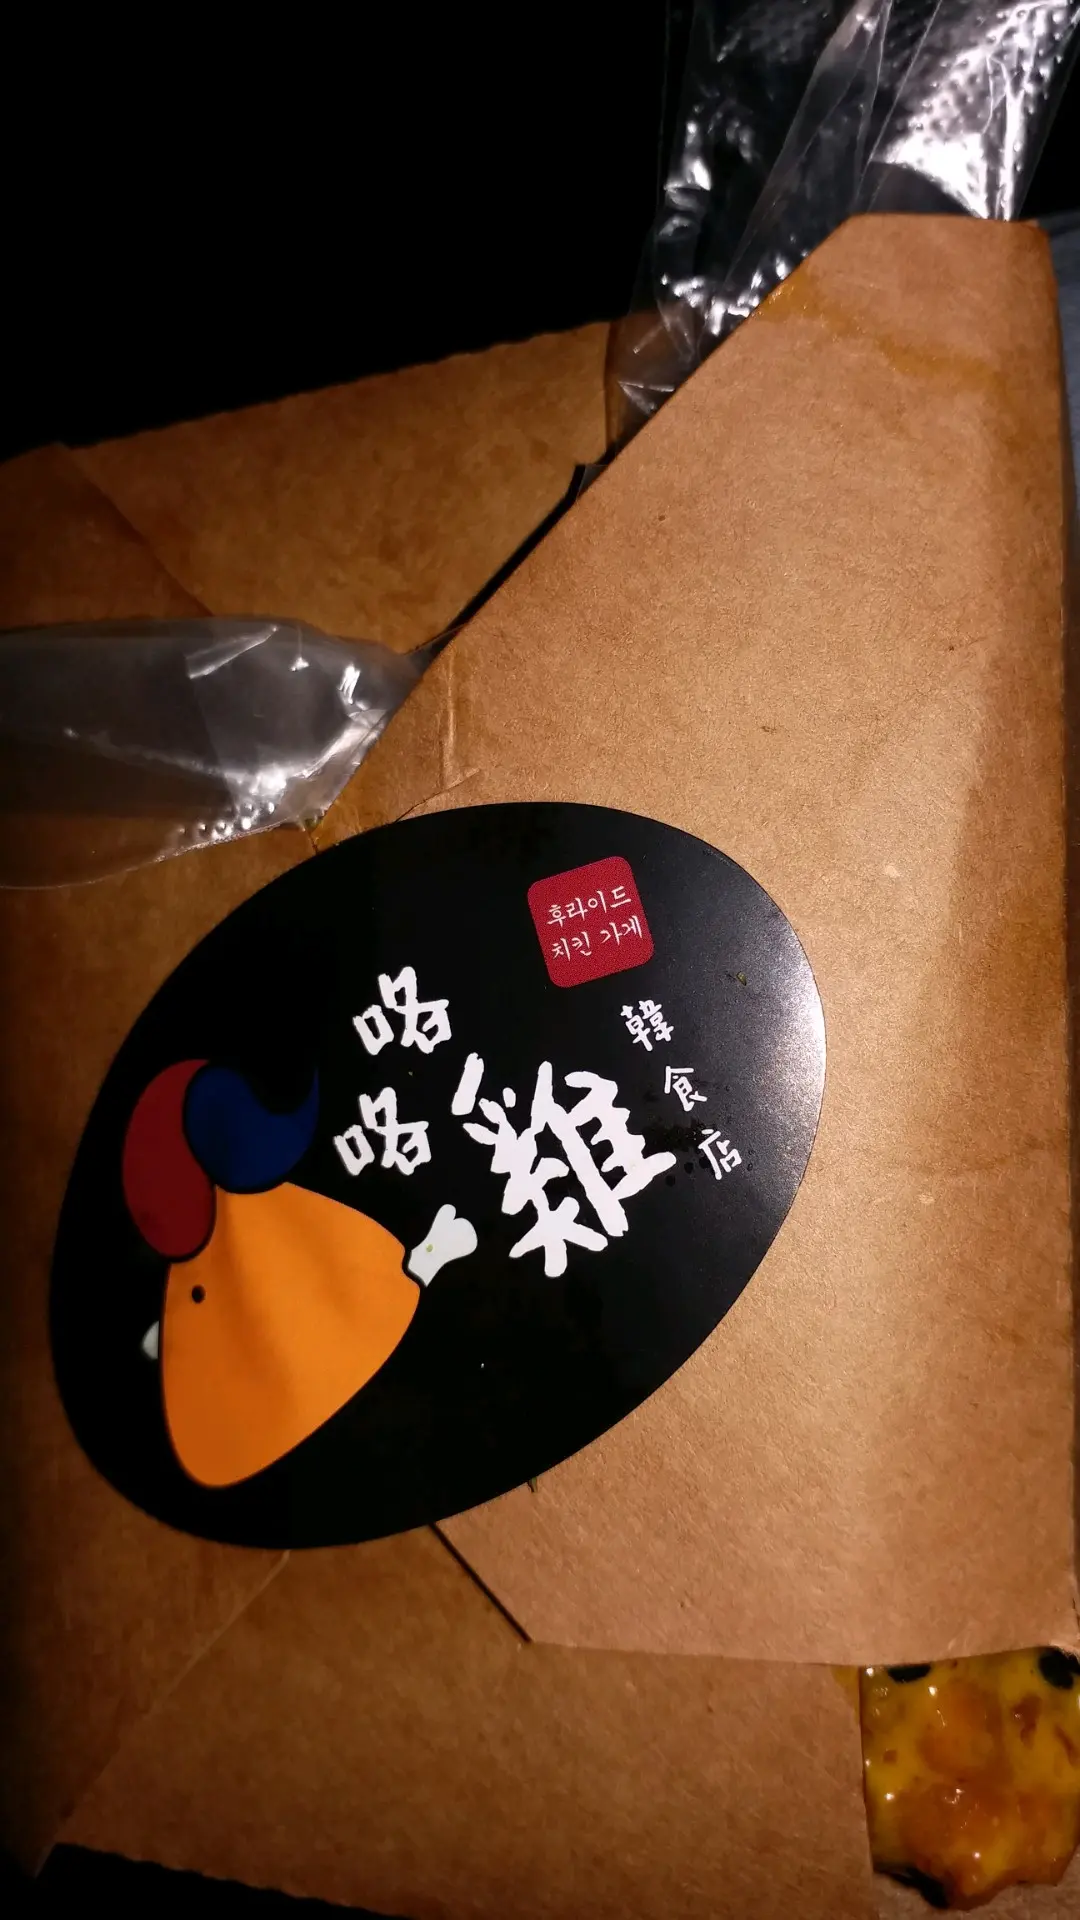 후라이드
치킨 가게
咯咯雞
韓食店